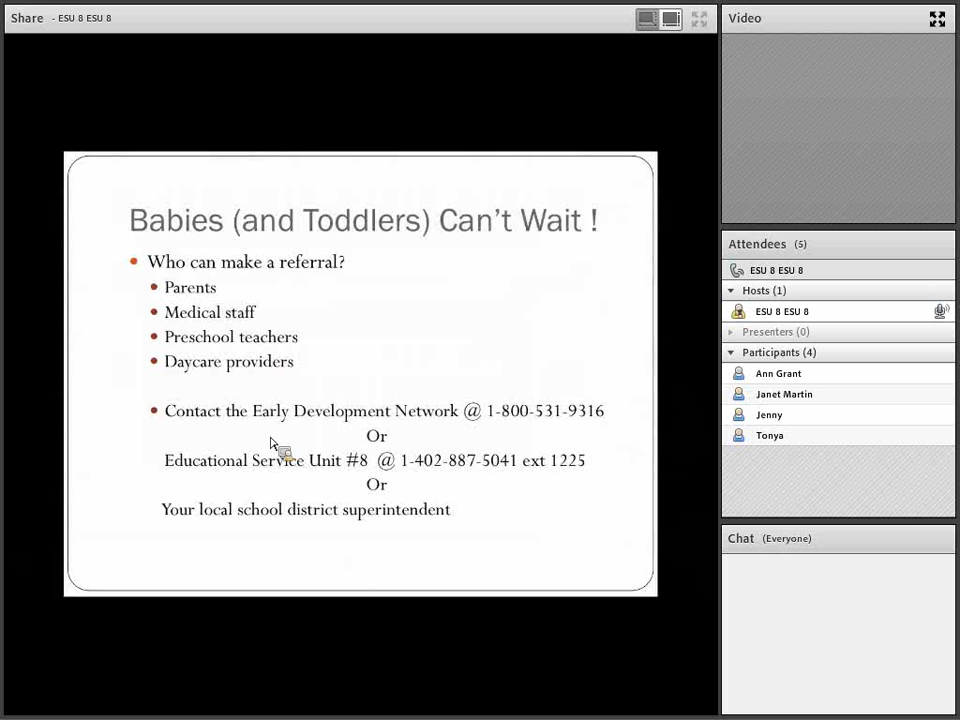 Share - ESU 8 ESU 8
Babies (and Toddlers) Can't Wait !
Who can make a referral?
Parents
Medical staff
Preschool teachers
Daycare providers
Contact the Early Development Network @ 1-800-531-9316
Or
Educational Service Unit #8 @ 1-402-887-5041 ext 1225
Or
Your local school district superintendent
Video
Attendees (5)
ESU 8 ESU 8
Hosts (1)
ESU 8 ESU 8
Presenters (0)
Participants (4)
Ann Grant
Janet Martin
Jenny
Tonya
Chat (Everyone)